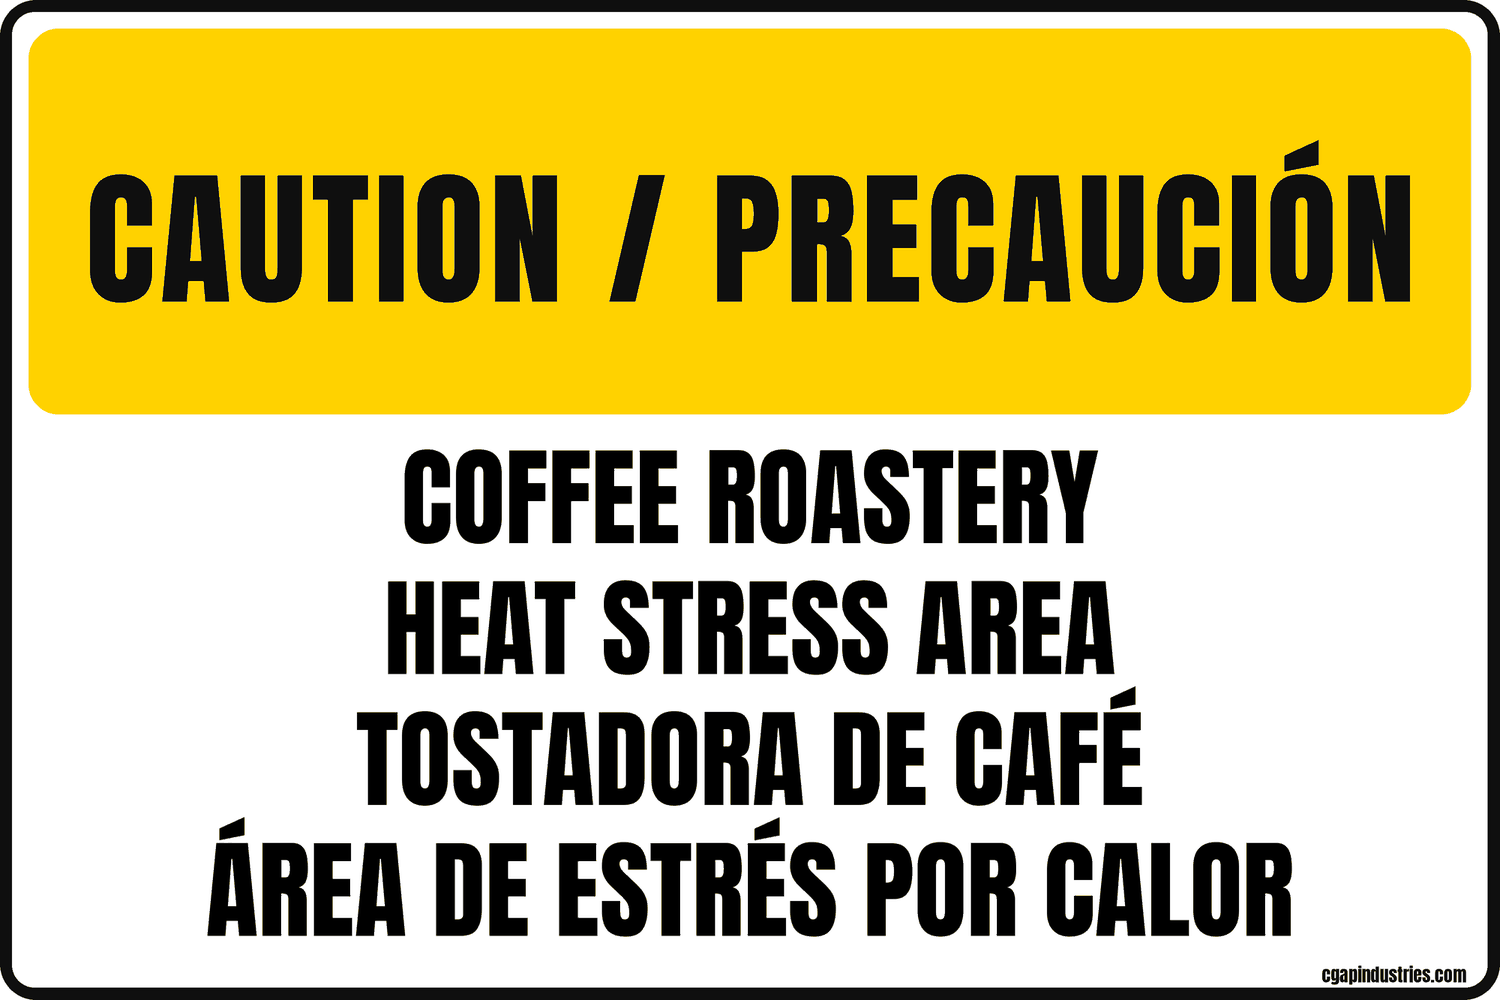 CAUTION / PRECAUCIÓN
COFFEE ROASTERY
HEAT STRESS AREA
TOSTADORA DE CAFÉ
ÁREA DE ESTRÉS POR CALOR
cgapindustries.com